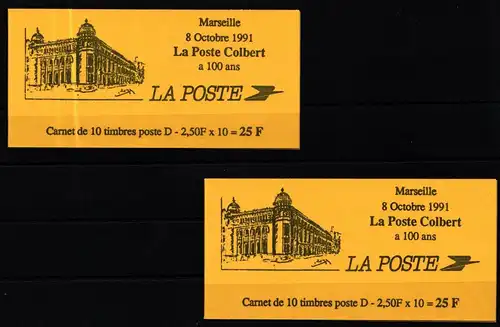 Marseille
8 Octobre 1991
La Poste Colbert
a 100 ans
LA POSTE
Carnet de 10 timbres poste D - 2,50F x 10 = 25 F
Marseille
8 Octobre 1991
La Poste Colbert
a 100 ans
LA POSTE
Carnet de 10 timbres poste D - 2,50F x 10 = 25 F